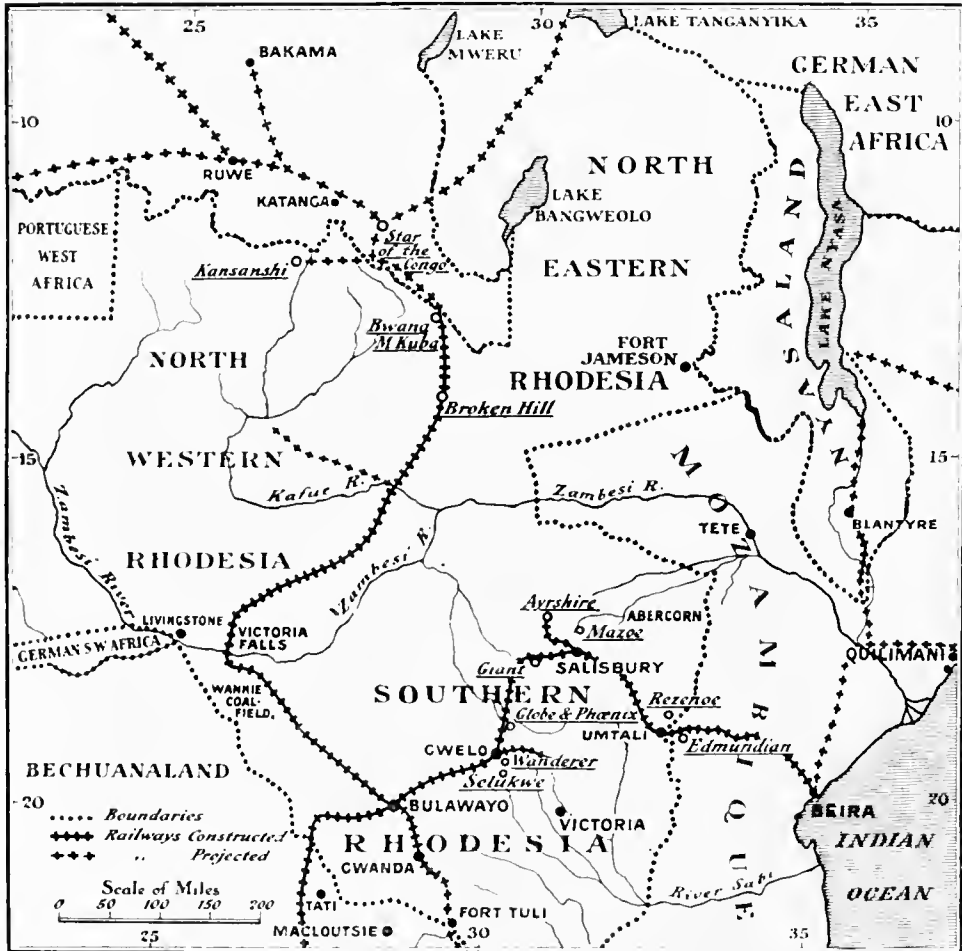 25
30
35
LAKE TANGANYIKA
LAKE
MWERU
BAKAMA
GERMAN
EAST
AFRICA
10
10
NORTH
RUWE
KATANGA
LAKE
BANGWEOLO
PORTUGUESE
WEST
AFRICA
Star
of the
Congo
Kansanshi
EASTERN
NYASALAND
LAKE NYASA
Bwana
M Kuba
NORTH
FORT
JAMESON
RHODESIA
Broken Hill
15
WESTERN
15
Kafue R.
Zambesi R.
MOZAMBIQUE
TETE
BLANTYRE
Zambesi River
RHODESIA
Zambesi R.
Ayrshire
ABERCORN
Mazoe
LIVINGSTONE
VICTORIA
FALLS
GERMAN S.W AFRICA
QUILIMANI
Giant
SALISBURY
WANKIE
COAL-
FIELD.
SOUTHERN
Rezende
Globe & Phœnix
UMTALI
Edmundian
GWELO
Wanderer
Selukwe
BECHUANALAND
20
BULAWAYO
VICTORIA
BEIRA
20
Boundaries
Railways Constructed
,, Projected
RHODESIA
INDIAN
OCEAN
GWANDA
River Sabi
Scale of Miles
0 50 100 150 200
TATI
FORT TULI
MACLOUTSIE
25
30
35